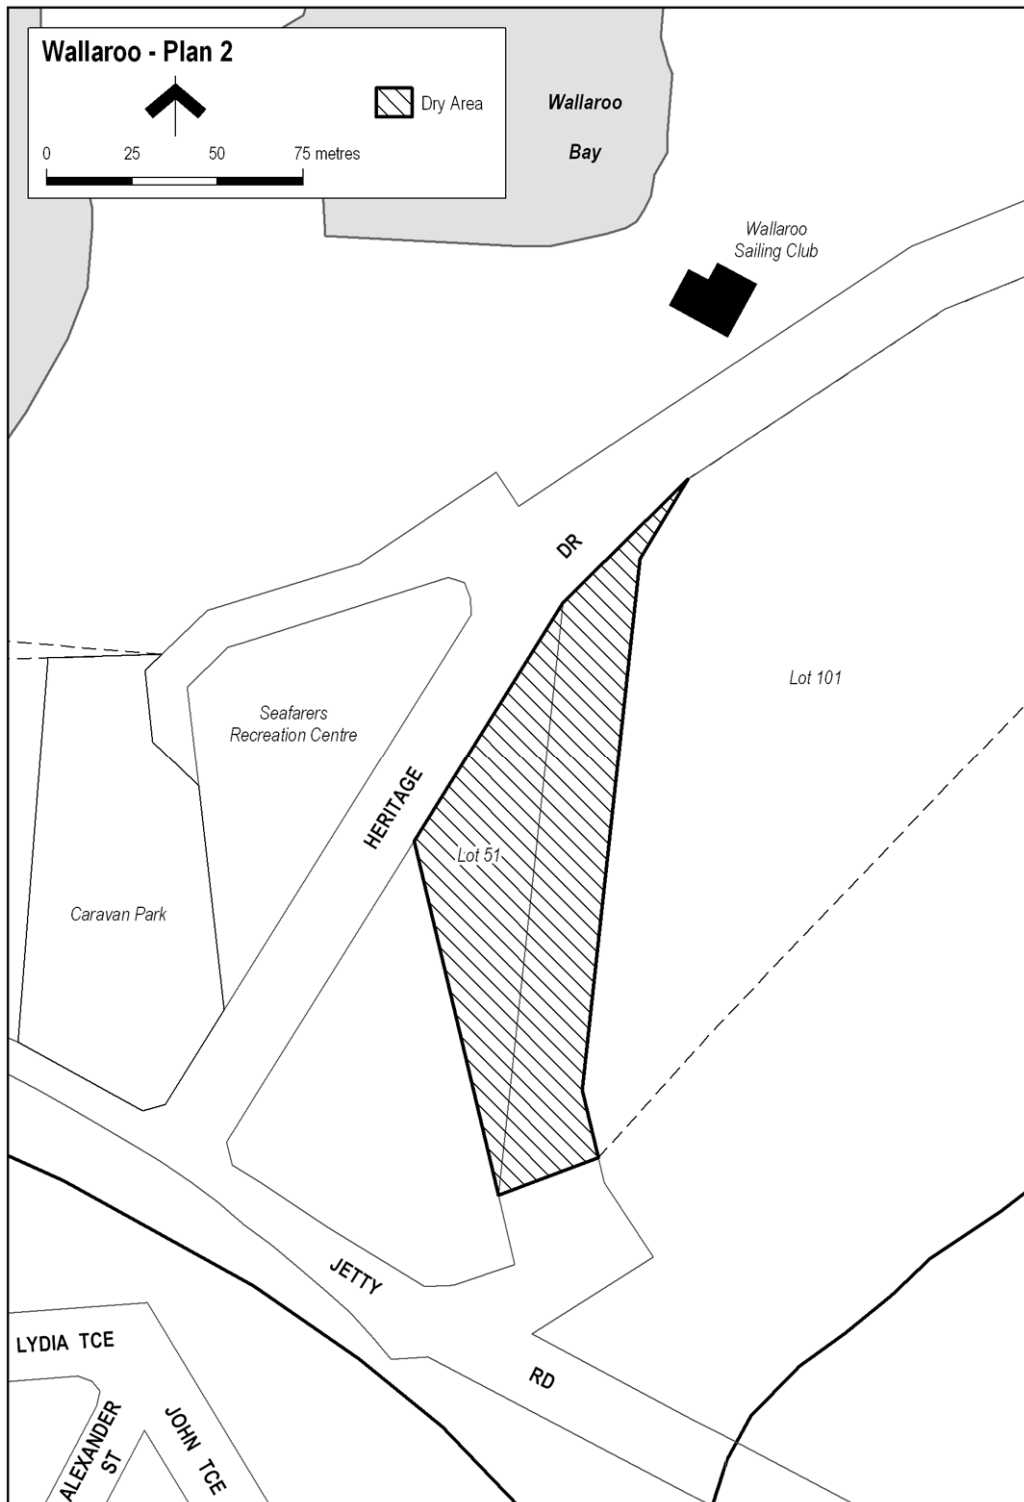 Wallaroo - Plan 2
Dry Area
0 25 50 75 metres
Wallaroo
Bay
Wallaroo
Sailing Club
DR
Lot 101
Seafarers
Recreation Centre
HERITAGE
Lot 51
Caravan Park
JETTY
RD
LYDIA TCE
ALEXANDER
ST
JOHN TCE